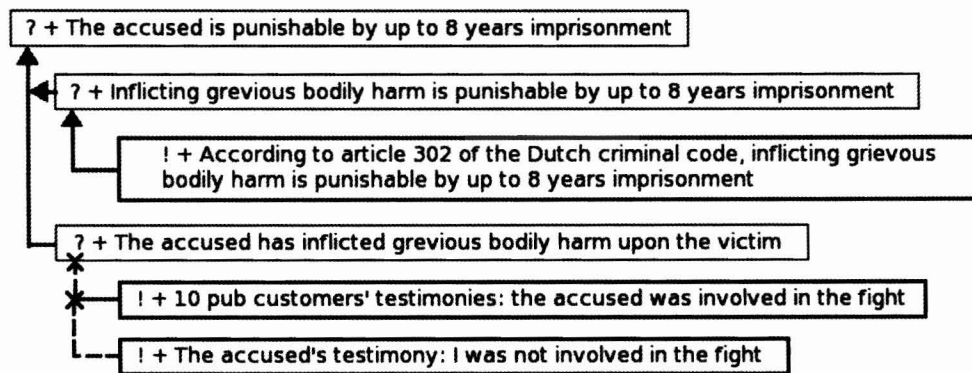 ? + The accused is punishable by up to 8 years imprisonment
? + Inflicting grevious bodily harm is punishable by up to 8 years imprisonment
! + According to article 302 of the Dutch criminal code, inflicting grievous
bodily harm is punishable by up to 8 years imprisonment
? + The accused has inflicted grevious bodily harm upon the victim
! + 10 pub customers' testimonies: the accused was involved in the fight
! + The accused's testimony: I was not involved in the fight